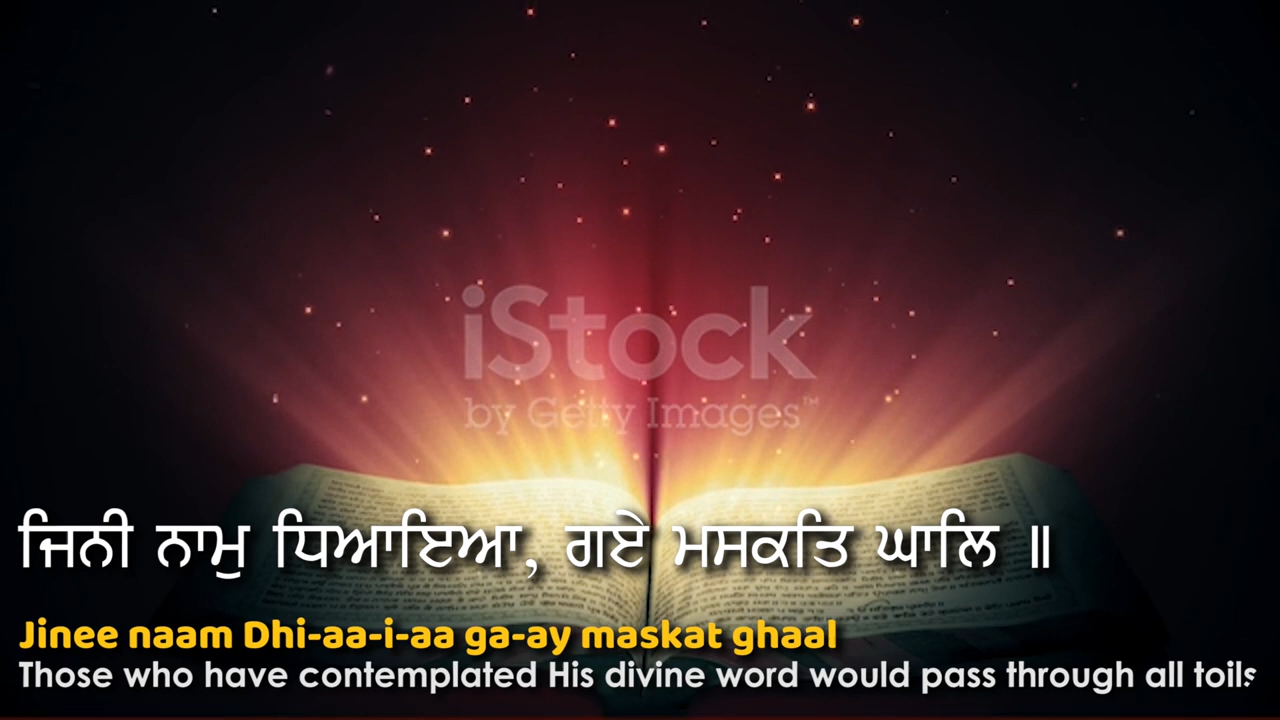 iStock
by Getty Images™
ਜਿਨੀ ਨਾਮੁ ਧਿਆਇਆ, ਗਏ ਮਸਕਤਿ ਘਾਲਿ ॥
Jinee naam Dhi-aa-i-aa ga-ay maskat ghaal
Those who have contemplated His divine word would pass through all toils